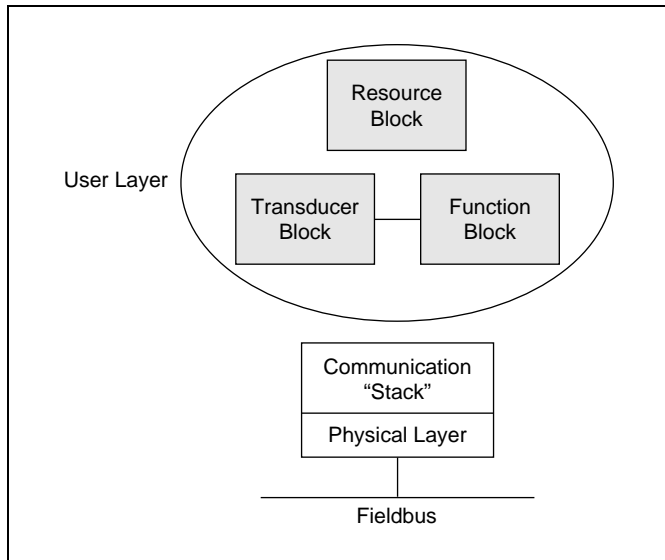 Resource
Block
User Layer
Transducer
Block
Function
Block
Communication
“Stack”
Physical Layer
Fieldbus